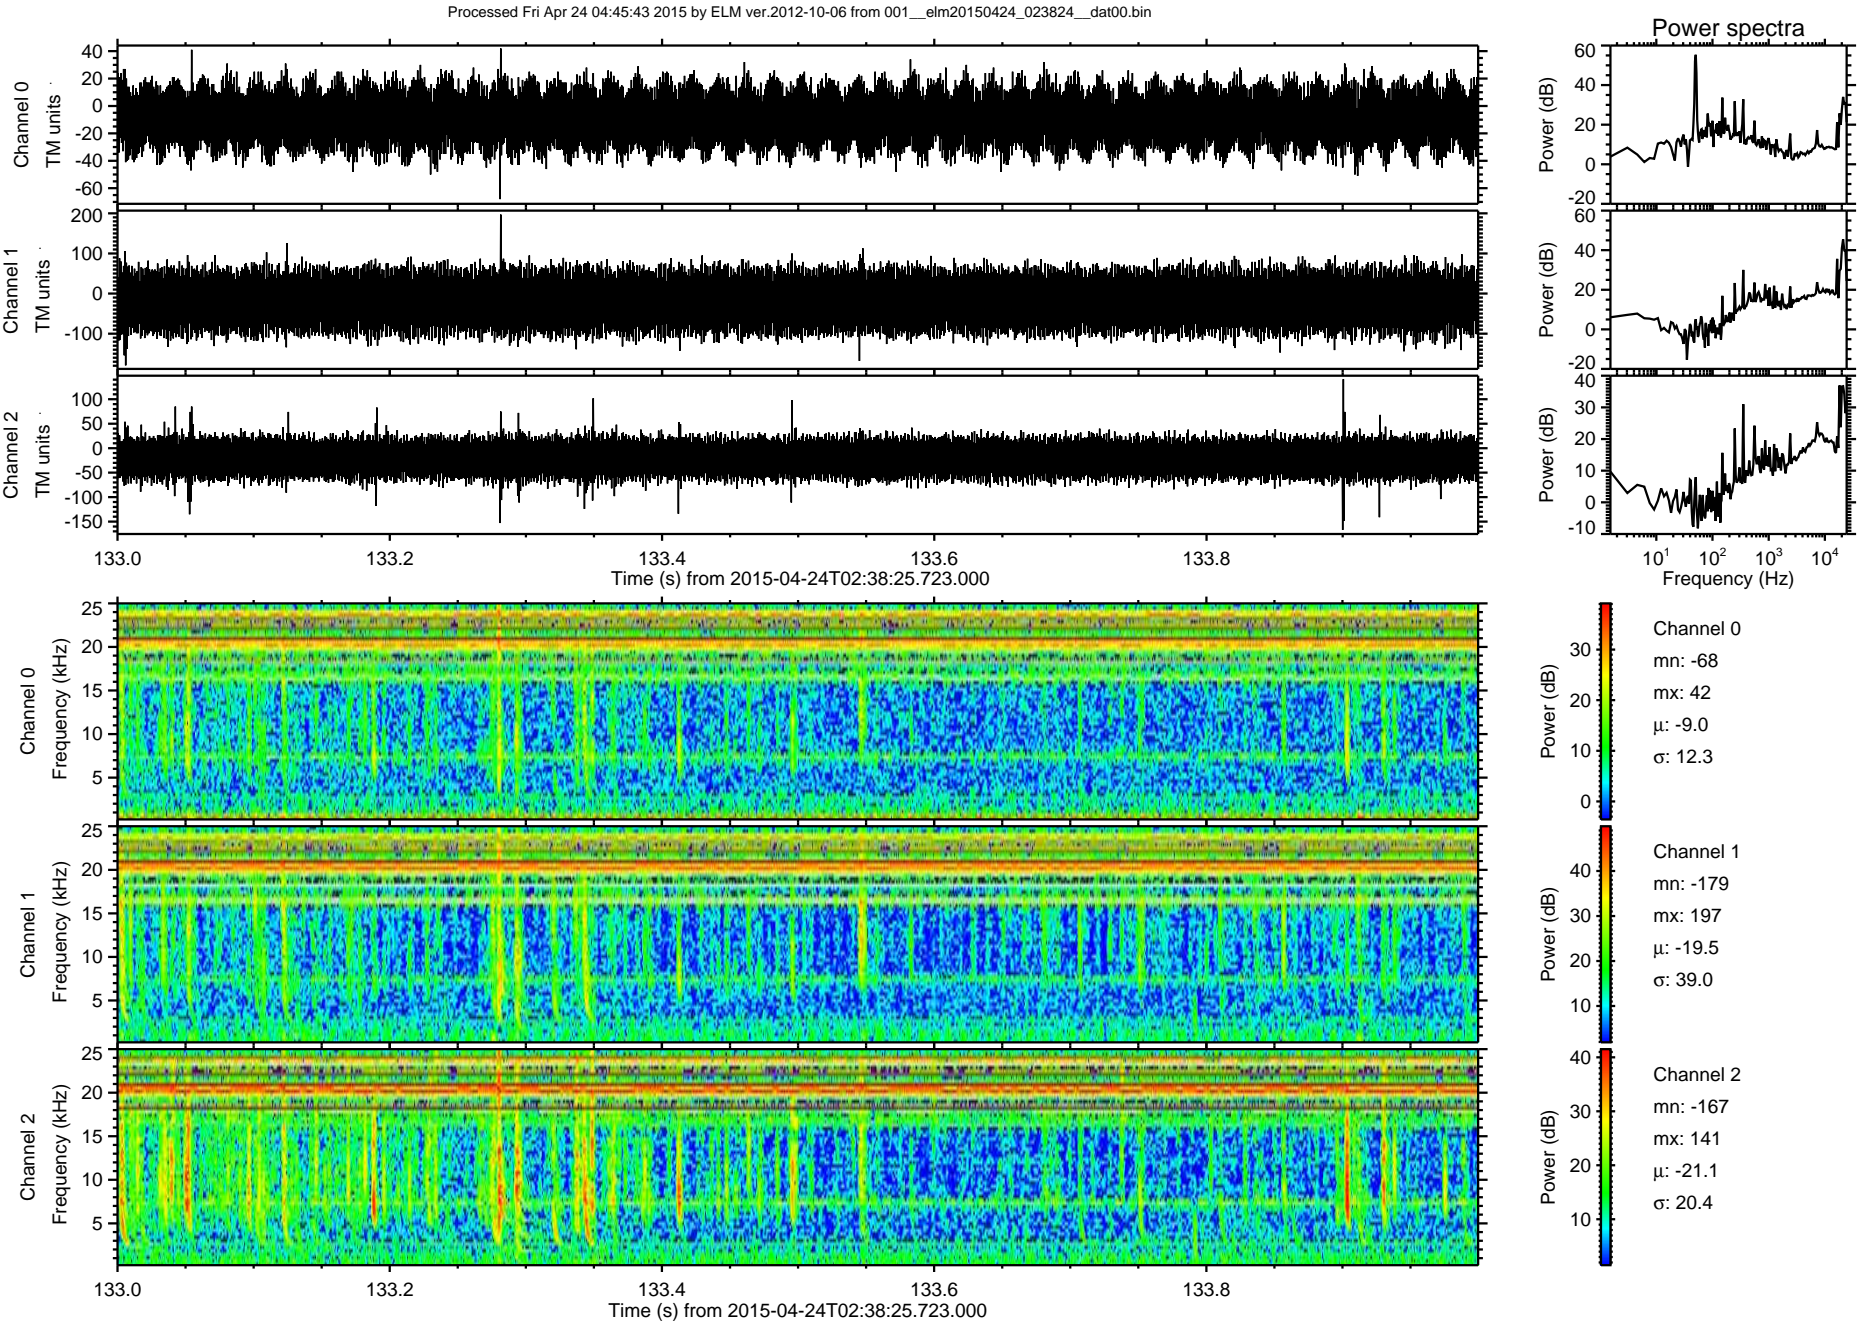 Processed Fri Apr 24 04:45:43 2015 by ELM ver.2012-10-06 from 001__elm20150424_023824__dat00.bin
Power spectra
Channel 0
TM units
40
20
0
-20
-40
-60
Power (dB)
60
40
20
0
-20
Channel 1
TM units
200
100
0
-100
Power (dB)
60
40
20
0
-20
Channel 2
TM units
100
50
0
-50
-100
-150
Power (dB)
40
30
20
10
0
-10
133.0 133.2 133.4 133.6 133.8
Time (s) from 2015-04-24T02:38:25.723.000
10^1 10^2 10^3 10^4
Frequency (Hz)
Channel 0
Frequency (kHz)
25
20
15
10
5
Power (dB)
30
20
10
0
Channel 0
mn: -68
mx: 42
μ: -9.0
σ: 12.3
Channel 1
Frequency (kHz)
25
20
15
10
5
Power (dB)
40
30
20
10
Channel 1
mn: -179
mx: 197
μ: -19.5
σ: 39.0
Channel 2
Frequency (kHz)
25
20
15
10
5
Power (dB)
40
30
20
10
Channel 2
mn: -167
mx: 141
μ: -21.1
σ: 20.4
133.0 133.2 133.4 133.6 133.8
Time (s) from 2015-04-24T02:38:25.723.000